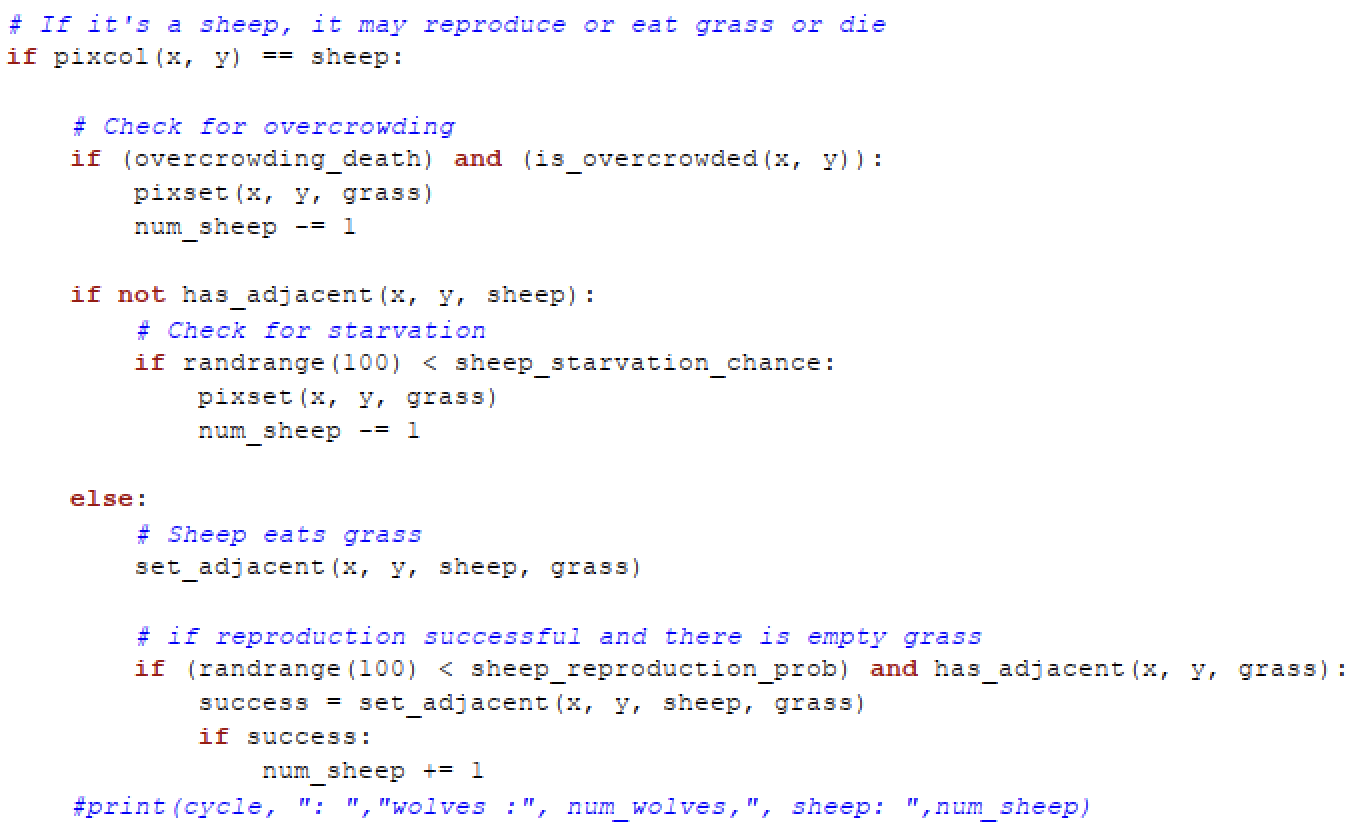 # If it's a sheep, it may reproduce or eat grass or die
if pixcol(x, y) == sheep:
# Check for overcrowding
if (overcrowding_death) and (is_overcrowded(x, y)):
pixset(x, y, grass)
num_sheep -= 1
if not has_adjacent(x, y, sheep):
# Check for starvation
if randrange(100) < sheep_starvation_chance:
pixset(x, y, grass)
num_sheep -= 1
else:
# Sheep eats grass
set_adjacent(x, y, sheep, grass)
# if reproduction successful and there is empty grass
if (randrange(100) < sheep_reproduction_prob) and has_adjacent(x, y, grass):
success = set_adjacent(x, y, sheep, grass)
if success:
num_sheep += 1
#print(cycle, ": ","wolves :", num_wolves,", sheep: ",num_sheep)